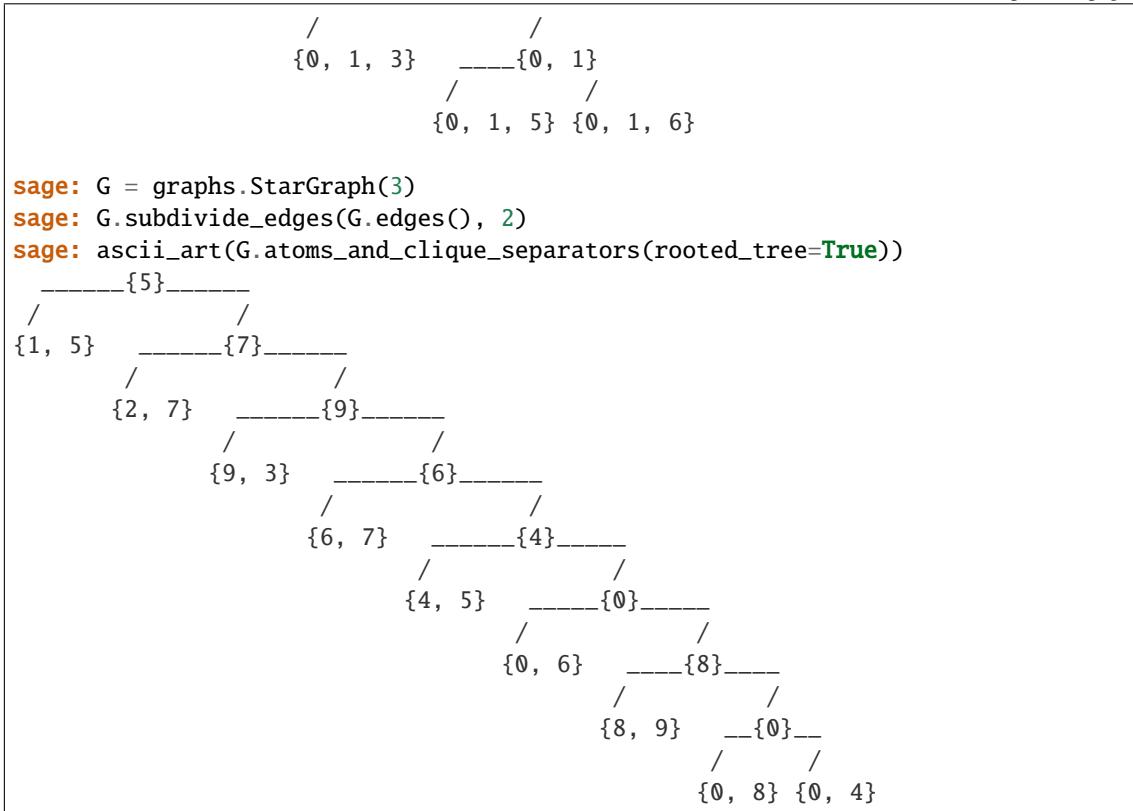 /                   /
                     {0, 1, 3}   ____{0, 1}
                                /         /
                               {0, 1, 5} {0, 1, 6}
sage: G = graphs.StarGraph(3)
sage: G.subdivide_edges(G.edges(), 2)
sage: ascii_art(G.atoms_and_clique_separators(rooted_tree=True))
  ______{5}______
 /               /
{1, 5}   ______{7}______
        /               /
       {2, 7}   ______{9}______
               /               /
              {9, 3}   ______{6}______
                      /               /
                     {6, 7}   ______{4}_____
                             /             /
                            {4, 5}   _____{0}_____
                                    /             /
                                   {0, 6}   ____{8}____
                                           /           /
                                          {8, 9}   __{0}__
                                                  /       /
                                                 {0, 8} {0, 4}